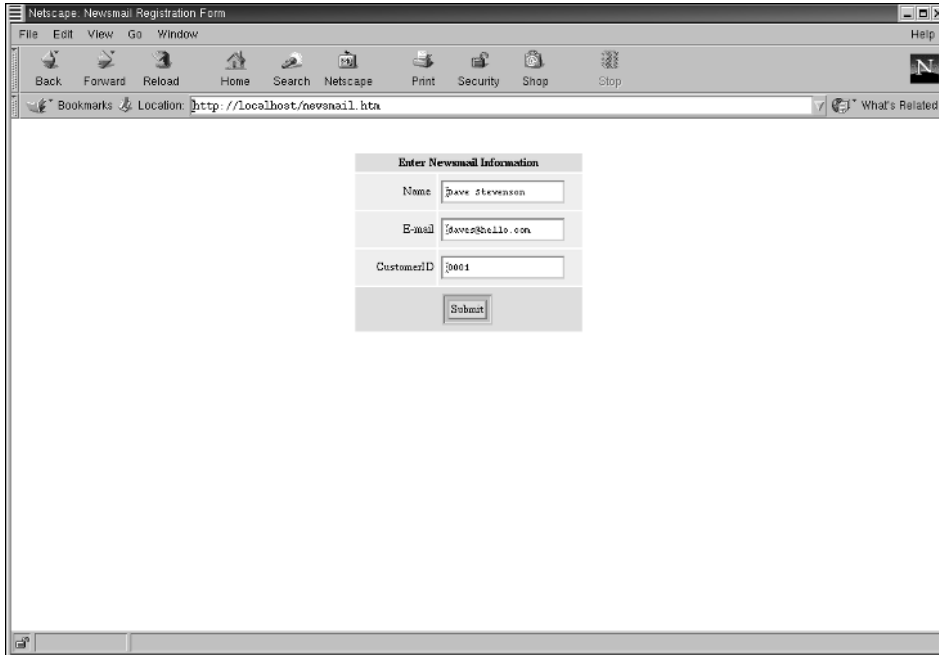 Netscape: Newsmail Registration Form
File Edit View Go Window Help
Back Forward Reload Home Search Netscape Print Security Shop Stop
N
Bookmarks Location: http://localhost/newsmail.htm What's Related
Enter Newsmail Information
Name Dave Stevenson
E-mail daves@hello.com
CustomerID 0001
Submit